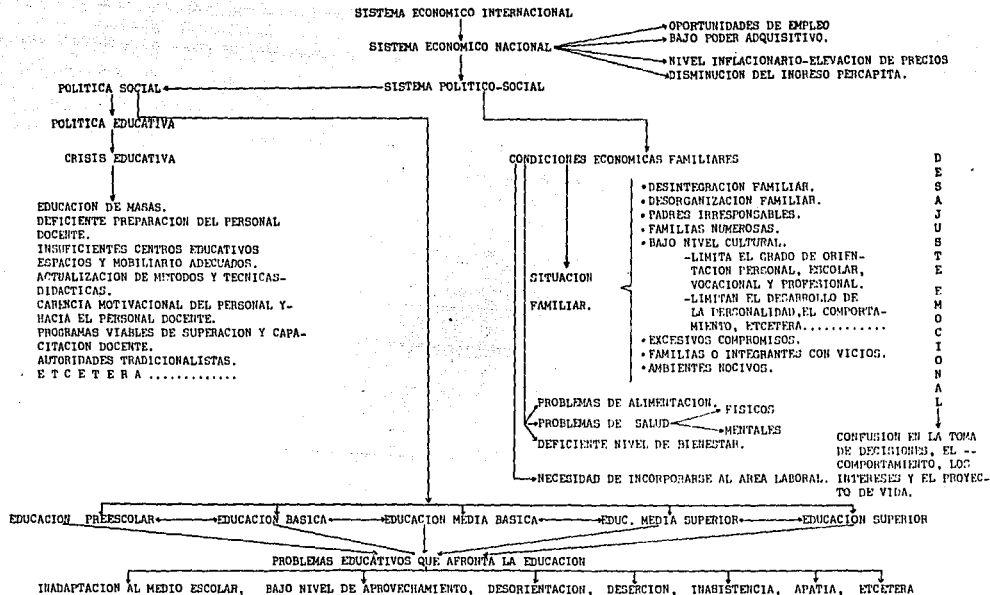 SISTEMA ECONOMICO INTERNACIONAL
SISTEMA ECONOMICO NACIONAL
OPORTUNIDADES DE EMPLEO
BAJO PODER ADQUISITIVO.
NIVEL INFLACIONARIO-ELEVACION DE PRECIOS
DISMINUCION DEL INGRESO PERCAPITA.
POLITICA SOCIAL
SISTEMA POLITICO-SOCIAL
POLITICA EDUCATIVA
CRISIS EDUCATIVA
EDUCACION DE MASAS.
DEFICIENTE PREPARACION DEL PERSONAL
DOCENTE.
INSUFICIENTES CENTROS EDUCATIVOS
ESPACIOS Y MOBILIARIO ADECUADOS.
ACTUALIZACION DE METODOS Y TECNICAS-
DIDACTICAS.
CARENCIA MOTIVACIONAL DEL PERSONAL Y-
HACIA EL PERSONAL DOCENTE.
PROGRAMAS VIABLES DE SUPERACION Y CAPA-
CITACION DOCENTE.
AUTORIDADES TRADICIONALISTAS.
E T C E T E R A .............
CONDICIONES ECONOMICAS FAMILIARES
SITUACION
FAMILIAR.
•DESINTEGRACION FAMILIAR.
•DESORGANIZACION FAMILIAR.
•PADRES IRRESPONSABLES.
•FAMILIAS NUMEROSAS.
•BAJO NIVEL CULTURAL.
-LIMITA EL GRADO DE ORIEN-
TACION PERSONAL, ESCOLAR,
VOCACIONAL Y PROFESIONAL.
-LIMITAN EL DESARROLLO DE
LA PERSONALIDAD,EL COMPORTA-
MIENTO, ETCETERA............
•EXCESIVOS COMPROMISOS.
•FAMILIAS O INTEGRANTES CON VICIOS.
•AMBIENTES NOCIVOS.
PROBLEMAS DE ALIMENTACION.
PROBLEMAS DE SALUD
FISICOS
MENTALES
DEFICIENTE NIVEL DE BIENESTAR.
NECESIDAD DE INCORPORARSE AL AREA LABORAL.
D E S A J U S T E E M O C I O N A L
CONFUSION EN LA TOMA
DE DECISIONES, EL --
COMPORTAMIENTO, LOS
INTERESES Y EL PROYEC-
TO DE VIDA.
EDUCACION PREESCOLAR
EDUCACION BASICA
EDUCACION MEDIA BASICA
EDUC. MEDIA SUPERIOR
EDUCACION SUPERIOR
PROBLEMAS EDUCATIVOS QUE AFRONTA LA EDUCACION
INADAPTACION AL MEDIO ESCOLAR, BAJO NIVEL DE APROVECHAMIENTO, DESORIENTACION, DESERCION, INASISTENCIA, APATIA, ETCETERA